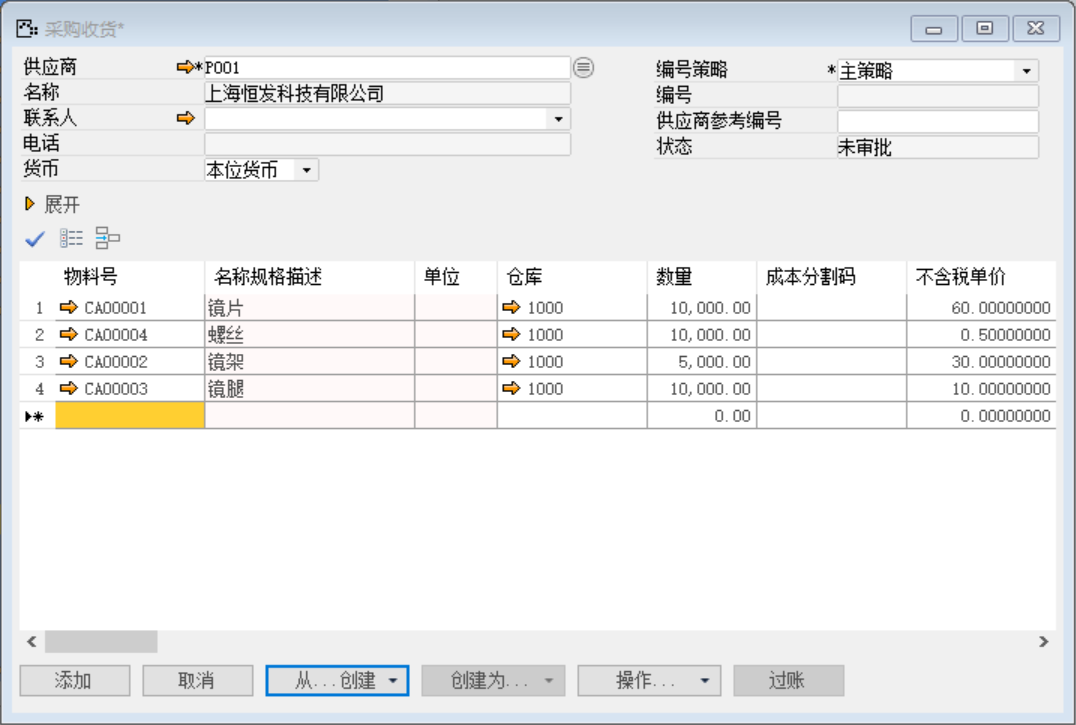 采购收货*
供应商 *P001 编号策略 *主策略
名称 上海恒发科技有限公司 编号
联系人 供应商参考编号
电话 状态 未审批
货币 本位货币
展开
物料号 名称规格描述 单位 仓库 数量 成本分割码 不含税单价
1 CA00001 镜片 1000 10,000.00 60.00000000
2 CA00004 螺丝 1000 10,000.00 0.50000000
3 CA00002 镜架 1000 5,000.00 30.00000000
4 CA00003 镜腿 1000 10,000.00 10.00000000
* 0.00 0.00000000
添加 取消 从...创建 创建为... 操作... 过账